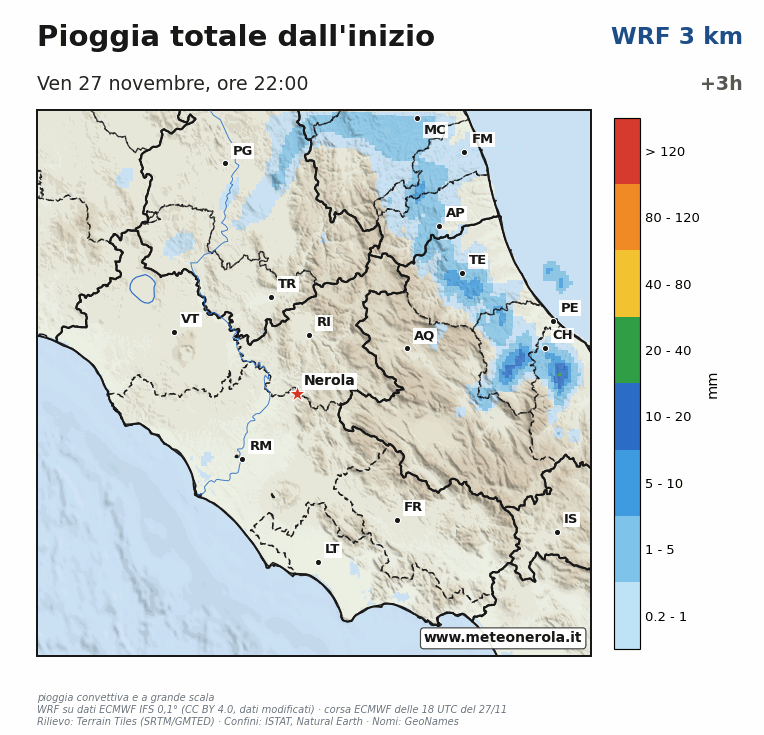 Pioggia totale dall'inizio
WRF 3 km
Ven 27 novembre, ore 22:00
+3h
MC
FM
PG
AP
TE
TR
PE
VT
RI
AQ
CH
Nerola
RM
FR
IS
LT
www.meteonerola.it
> 120
80 - 120
40 - 80
20 - 40
10 - 20
5 - 10
1 - 5
0.2 - 1
mm
pioggia convettiva e a grande scala
WRF su dati ECMWF IFS 0,1° (CC BY 4.0, dati modificati) · corsa ECMWF delle 18 UTC del 27/11
Rilievo: Terrain Tiles (SRTM/GMTED) · Confini: ISTAT, Natural Earth · Nomi: GeoNames